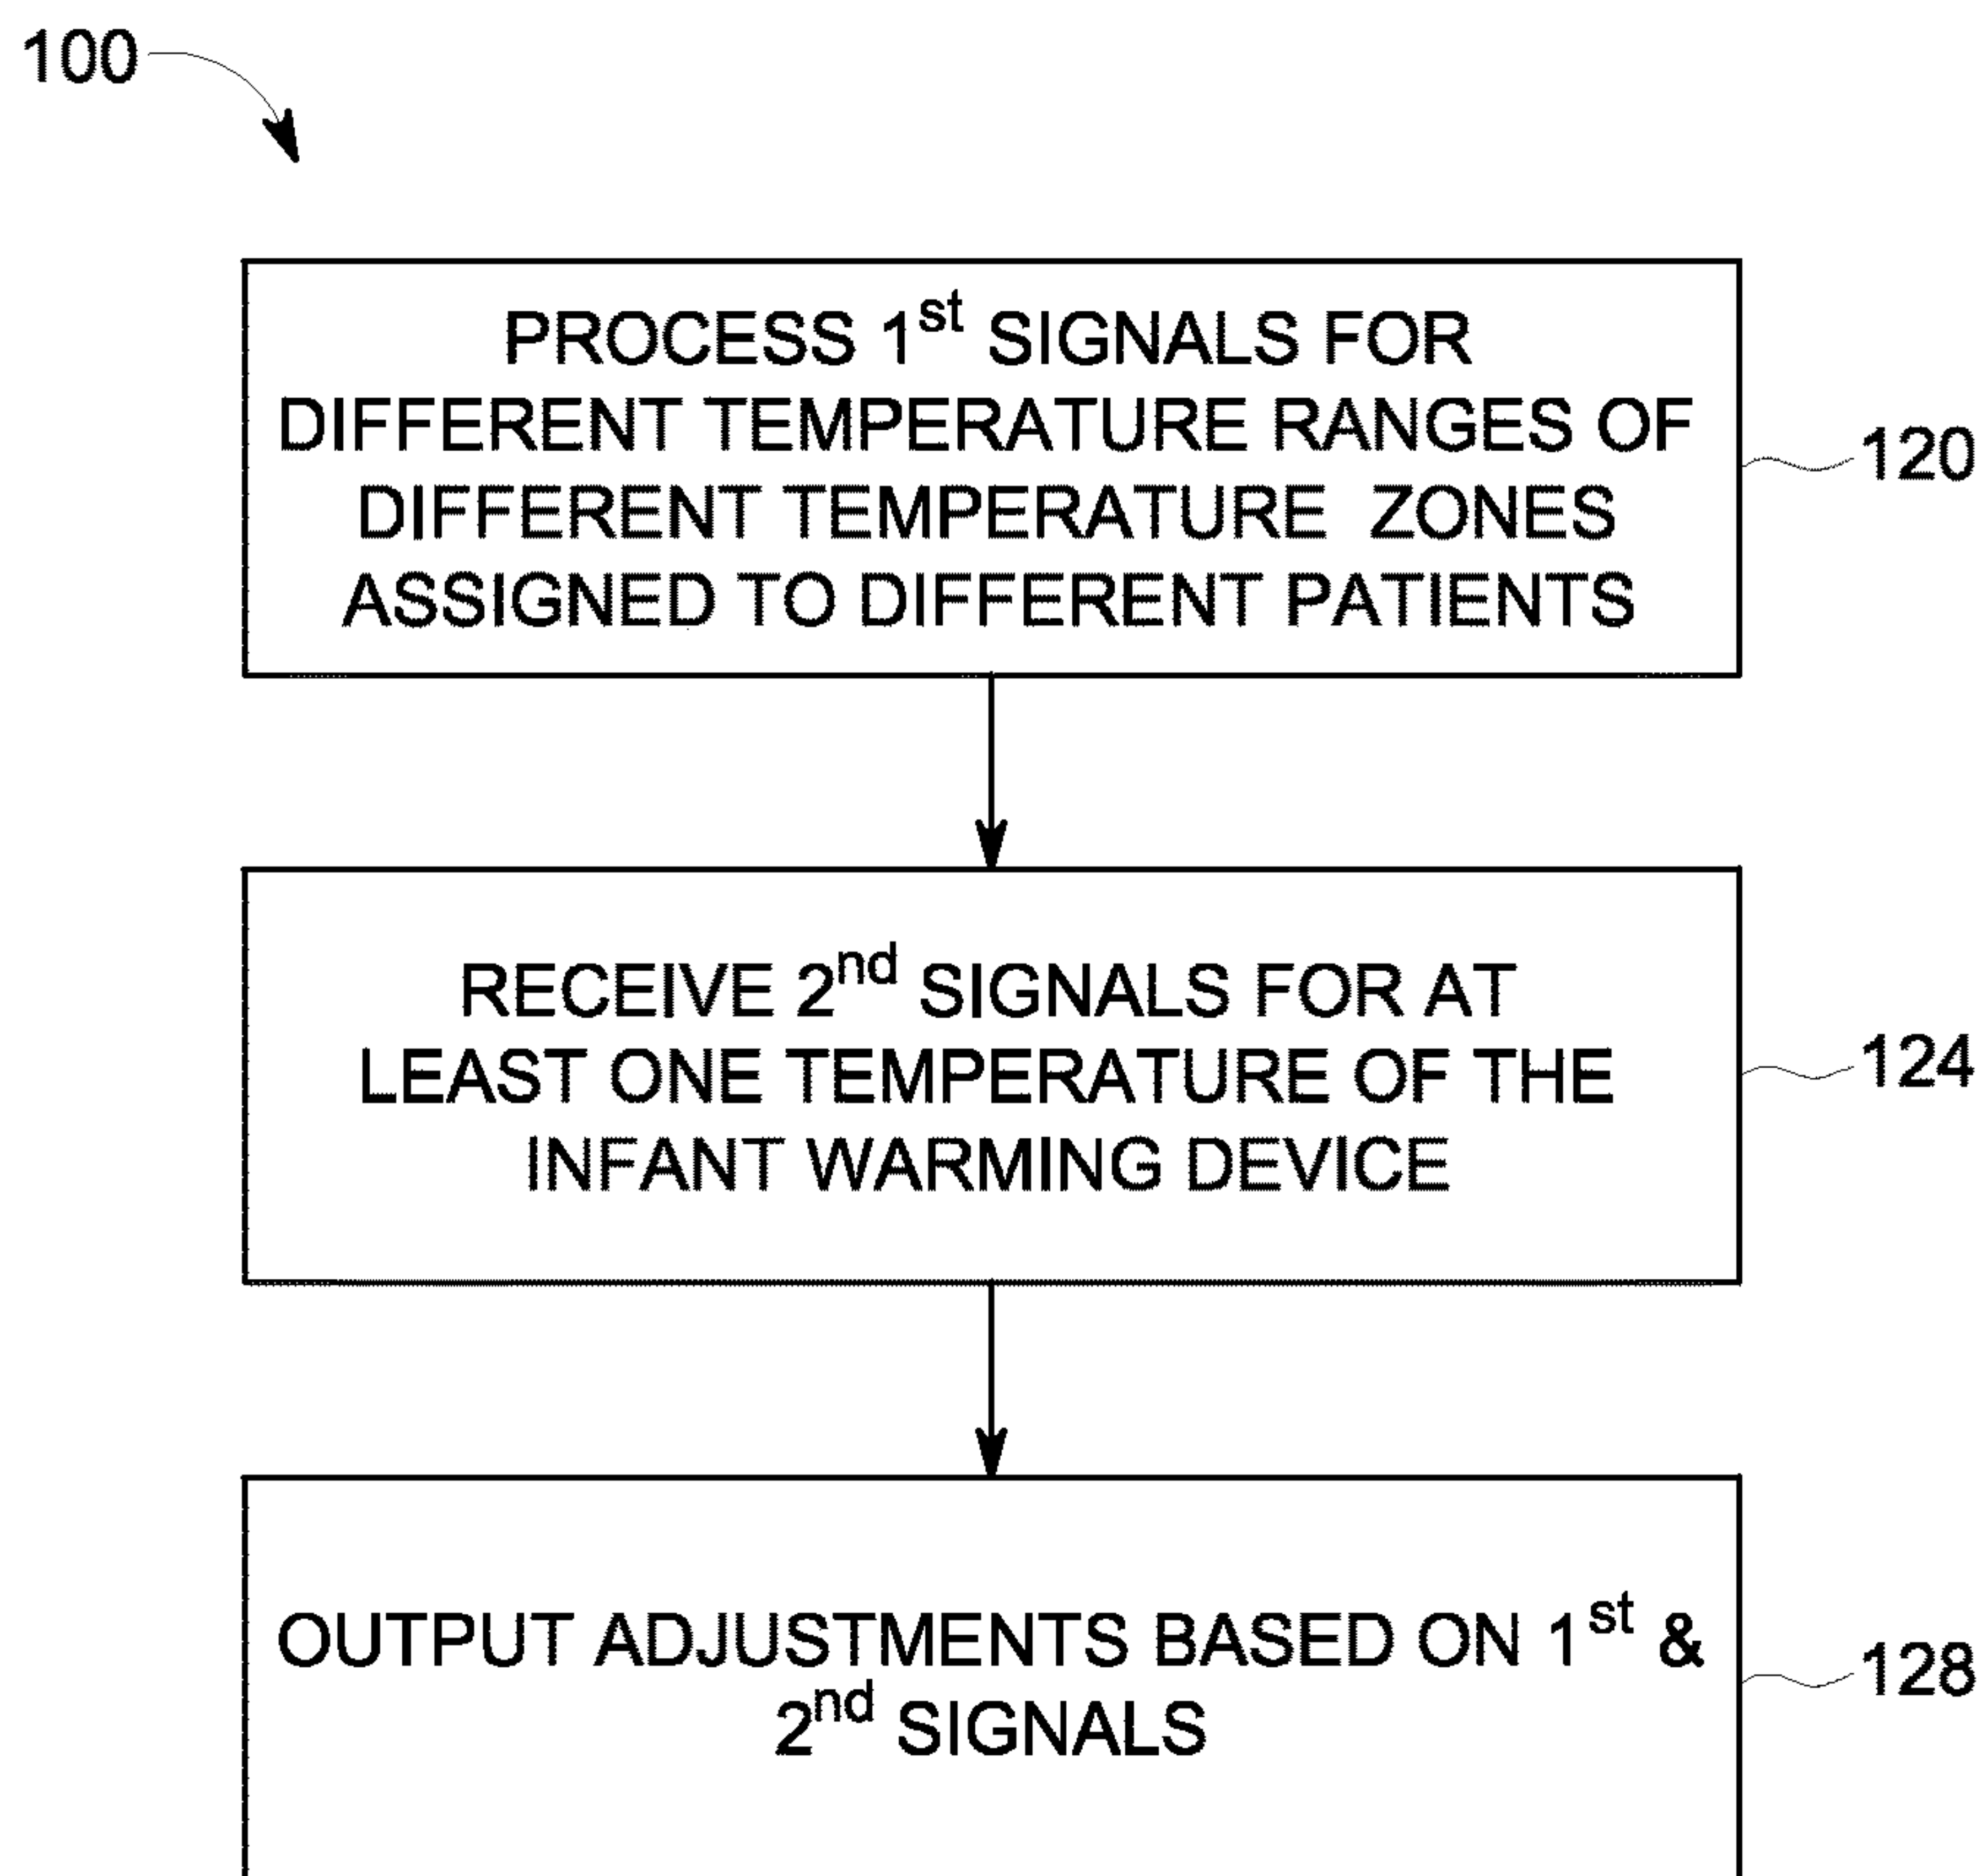 100
PROCESS 1st SIGNALS FOR
DIFFERENT TEMPERATURE RANGES OF
DIFFERENT TEMPERATURE ZONES
ASSIGNED TO DIFFERENT PATIENTS
120
RECEIVE 2nd SIGNALS FOR AT
LEAST ONE TEMPERATURE OF THE
INFANT WARMING DEVICE
124
OUTPUT ADJUSTMENTS BASED ON 1st &
2nd SIGNALS
128